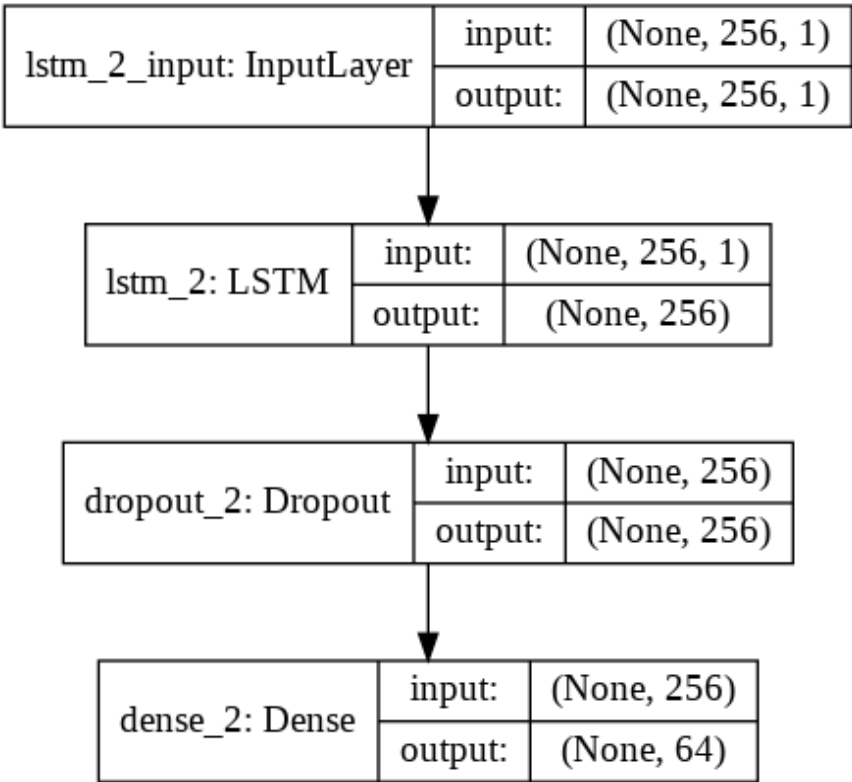 lstm_2_input: InputLayer
input: (None, 256, 1)
output: (None, 256, 1)
lstm_2: LSTM
input: (None, 256, 1)
output: (None, 256)
dropout_2: Dropout
input: (None, 256)
output: (None, 256)
dense_2: Dense
input: (None, 256)
output: (None, 64)